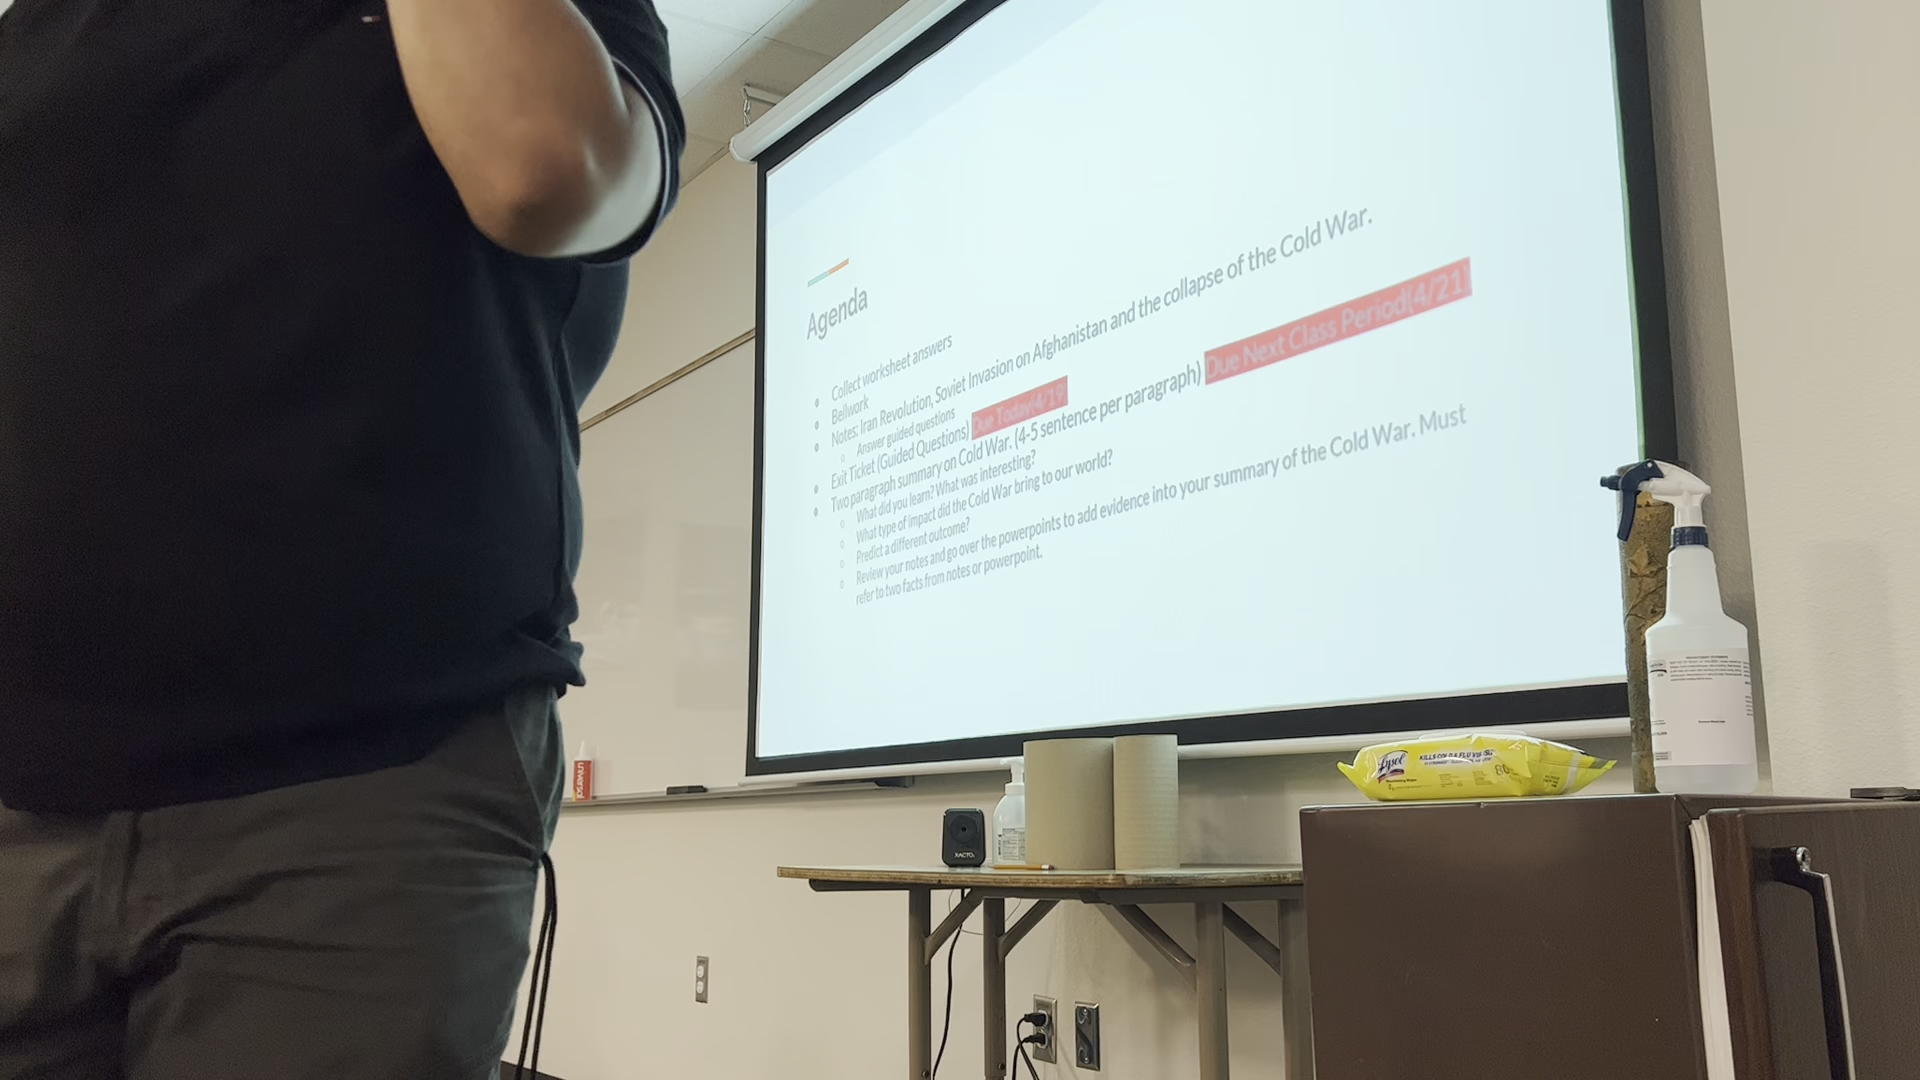 Agenda
Collect worksheet answers
Bellwork
Notes: Iran Revolution, Soviet Invasion on Afghanistan and the collapse of the Cold War.
Answer guided questions
Exit Ticket (Guided Questions) Due Today(4/19)
Two paragraph summary on Cold War. (4-5 sentence per paragraph) Due Next Class Period(4/21)
What did you learn? What was interesting?
What type of impact did the Cold War bring to our world?
Predict a different outcome?
Review your notes and go over the powerpoints to add evidence into your summary of the Cold War. Must
refer to two facts from notes or powerpoint.
universal
XACTO
Lysol
KILLS COLD & FLU
80